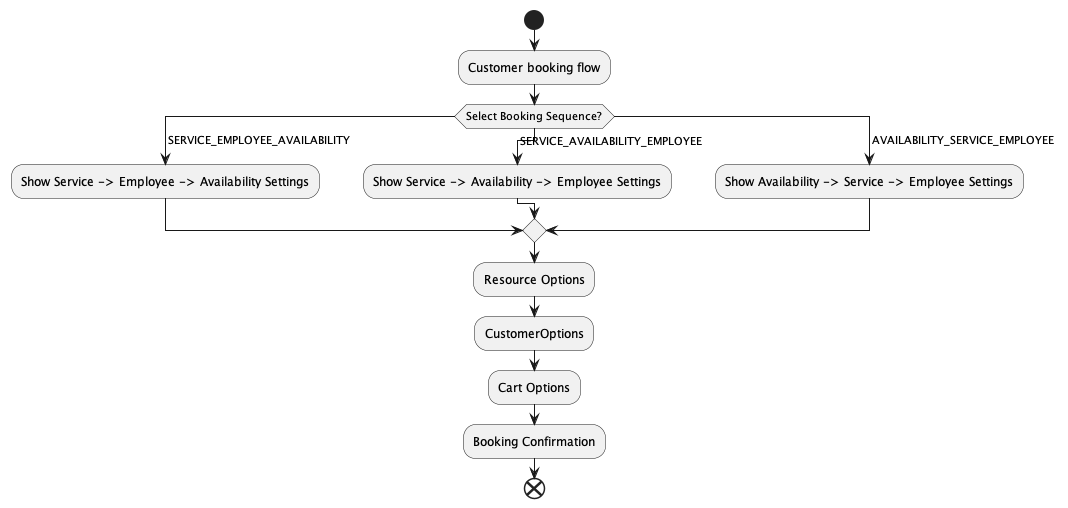 Customer booking flow
Select Booking Sequence?
SERVICE_EMPLOYEE_AVAILABILITY
SERVICE_AVAILABILITY_EMPLOYEE
AVAILABILITY_SERVICE_EMPLOYEE
Show Service -> Employee -> Availability Settings
Show Service -> Availability -> Employee Settings
Show Availability -> Service -> Employee Settings
Resource Options
CustomerOptions
Cart Options
Booking Confirmation